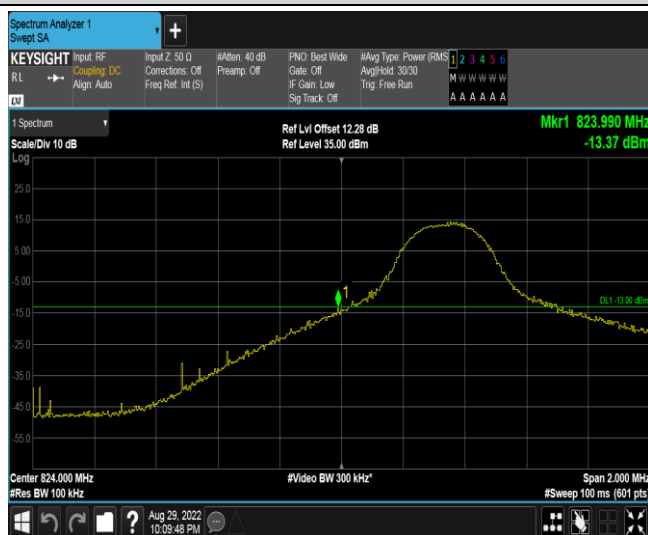 Spectrum Analyzer 1
Swept SA
+
KEYSIGHT
RL
LXI
Input: RF
Coupling: DC
Align: Auto
Input Z: 50 Ω
Corrections: Off
Freq Ref: Int (S)
#Atten: 40 dB
Preamp: Off
PNO: Best Wide
Gate: Off
IF Gain: Low
Sig Track: Off
#Avg Type: Power (RMS
Avg|Hold: 30/30
Trig: Free Run
1 2 3 4 5 6
M W W W W W
A A A A A A
1 Spectrum
Scale/Div 10 dB
Ref Lvl Offset 12.28 dB
Ref Level 35.00 dBm
Mkr1 823.990 MHz
-13.37 dBm
Log
25.0
15.0
5.00
-5.00
1
DL1 -13.00 dBm
-15.0
-25.0
-35.0
-45.0
-55.0
Center 824.000 MHz
#Video BW 300 kHz*
Span 2.000 MHz
#Res BW 100 kHz
#Sweep 100 ms (601 pts)
?
Aug 29, 2022
10:09:48 PM